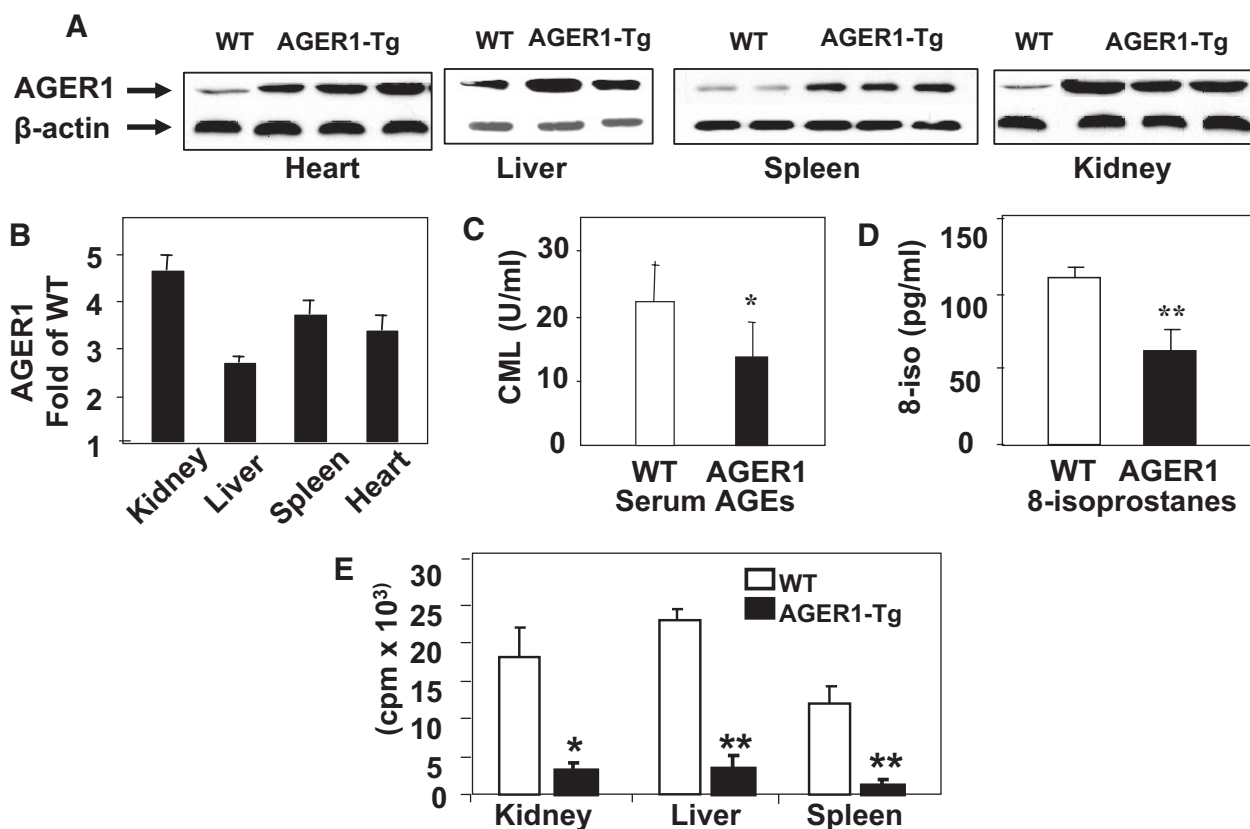 A
WT AGER1-Tg
WT AGER1-Tg
WT AGER1-Tg
WT AGER1-Tg
AGER1
β-actin
Heart
Liver
Spleen
Kidney
B
AGER1
Fold of WT
5
4
3
2
1
Kidney
Liver
Spleen
Heart
C
CML (U/ml)
30
20
10
0
*
WT AGER1
Serum AGEs
D
8-iso (pg/ml)
150
100
50
0
**
WT AGER1
8-isoprostanes
E
(cpm x 10³)
30
25
20
15
10
5
0
WT
AGER1-Tg
*
**
**
Kidney
Liver
Spleen